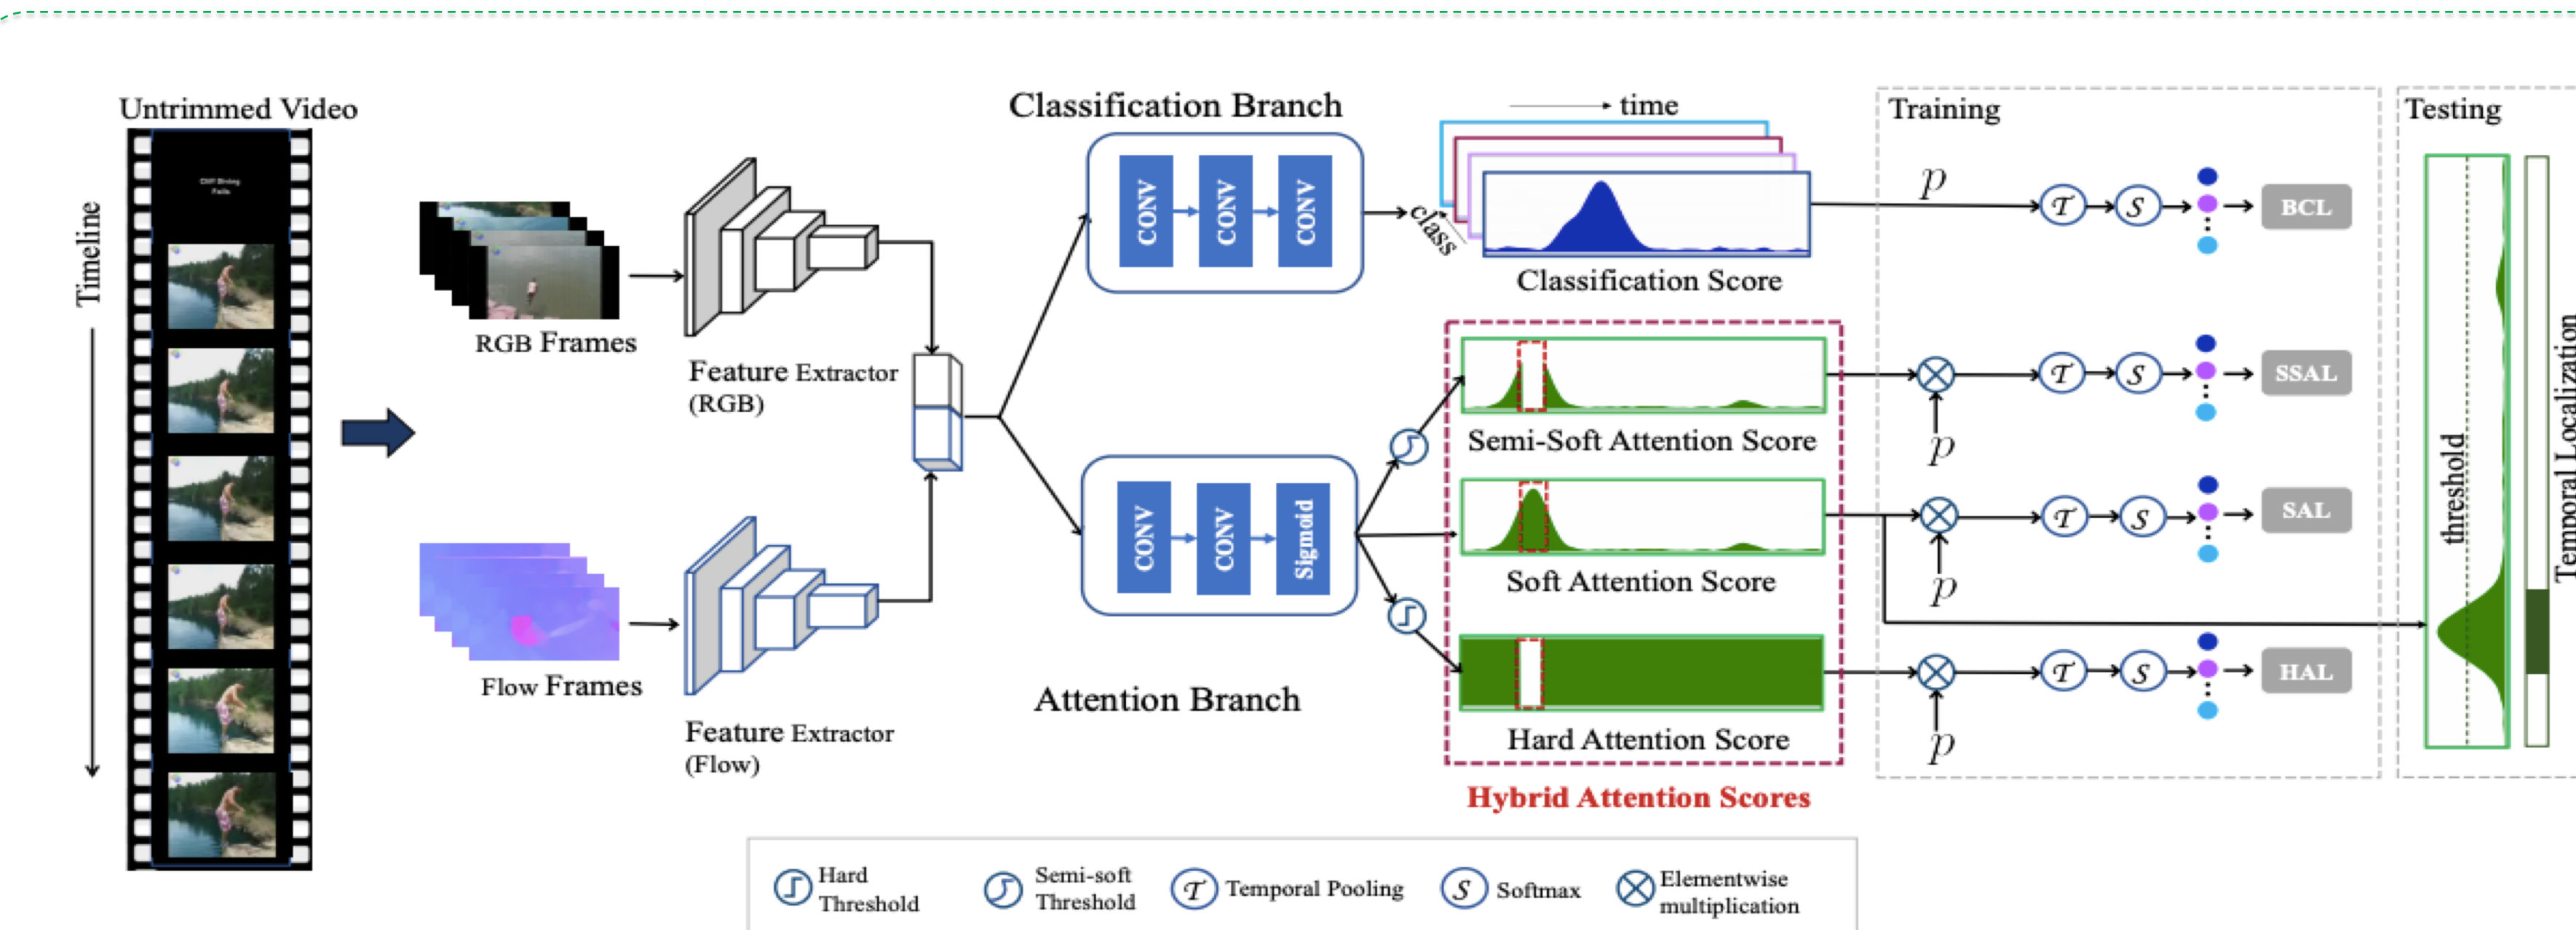 Untrimmed Video
Timeline
Cliff Diving
Fails
RGB Frames
Flow Frames
Feature Extractor
(RGB)
Feature Extractor
(Flow)
Classification Branch
CONV
CONV
CONV
Attention Branch
CONV
CONV
Sigmoid
time
class
Classification Score
Semi-Soft Attention Score
Soft Attention Score
Hard Attention Score
Hybrid Attention Scores
Training
p
T
S
BCL
T
S
SSAL
p
T
S
SAL
p
T
S
HAL
p
Testing
threshold
Temporal Localization
Hard
Threshold
Semi-soft
Threshold
T
Temporal Pooling
S
Softmax
Elementwise
multiplication